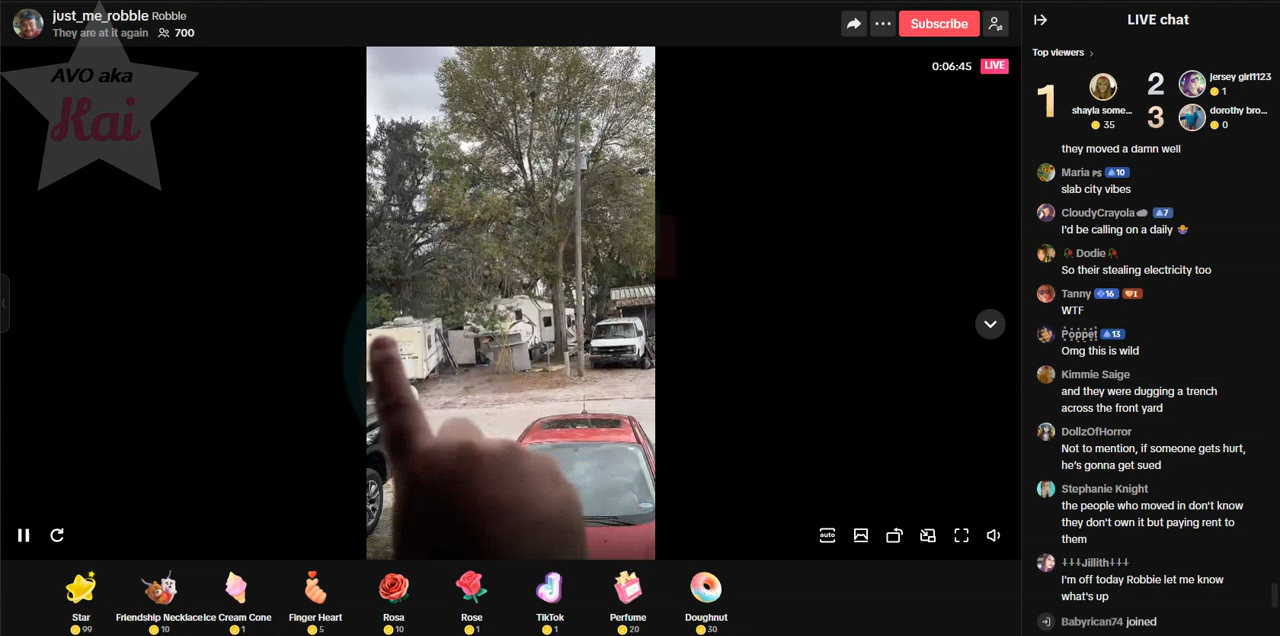 just_me_robble Robble
They are at it again 700
Subscribe
AVO aka
Kai
0:06:45 LIVE
auto
Star
99
Friendship Necklace
10
Ice Cream Cone
1
Finger Heart
5
Rosa
10
Rose
1
TikTok
1
Perfume
20
Doughnut
30
LIVE chat
Top viewers
1
shayla some...
35
2
jersey girl1123
1
3
dorothy bro...
0
they moved a damn well
Maria PS 10
slab city vibes
CloudyCrayola 7
I'd be calling on a daily 🤷
🥀Dodie🥀
So their stealing electricity too
Tanny 16 I
WTF
Poppet 13
Omg this is wild
Kimmie Saige
and they were dugging a trench
across the front yard
DollzOfHorror
Not to mention, if someone gets hurt,
he's gonna get sued
Stephanie Knight
the people who moved in don't know
they don't own it but paying rent to
them
⸸⸸⸸Jillith⸸⸸⸸
I'm off today Robbie let me know
what's up
Babyrican74 joined